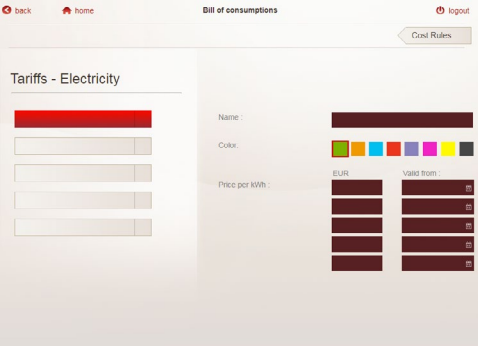 back home Bill of consumptions logout
Cost Rules
Tariffs - Electricity
Name :
Color:
EUR Valid from :
Price per kWh :